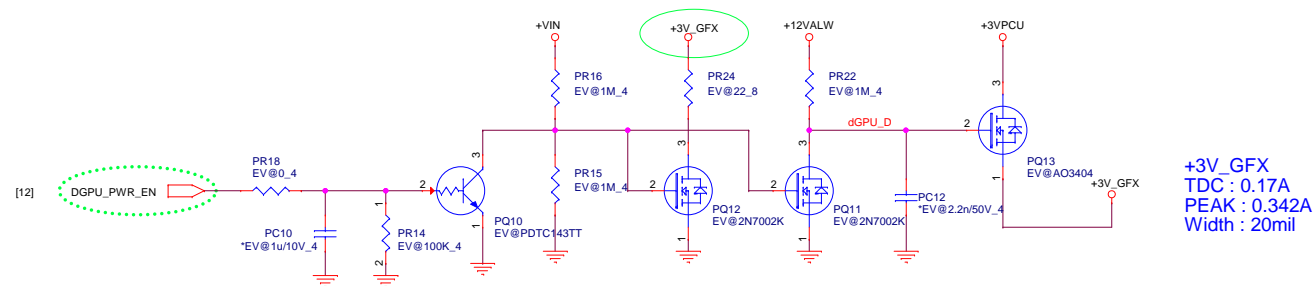 +VIN
+3V_GFX
+12VALW
+3VPCU
PR16
EV@1M_4
PR24
EV@22_8
PR22
EV@1M_4
3
dGPU_D
2
PQ13
EV@AO3404
1
+3V_GFX
[12]
DGPU_PWR_EN
PR18
EV@0_4
2
3
1
PQ10
EV@PDTC143TT
PR15
EV@1M_4
3
2
PQ12
EV@2N7002K
1
3
2
PQ11
EV@2N7002K
1
PC12
*EV@2.2n/50V_4
PC10
*EV@1u/10V_4
1
PR14
EV@100K_4
2
+3V_GFX
TDC : 0.17A
PEAK : 0.342A
Width : 20mil